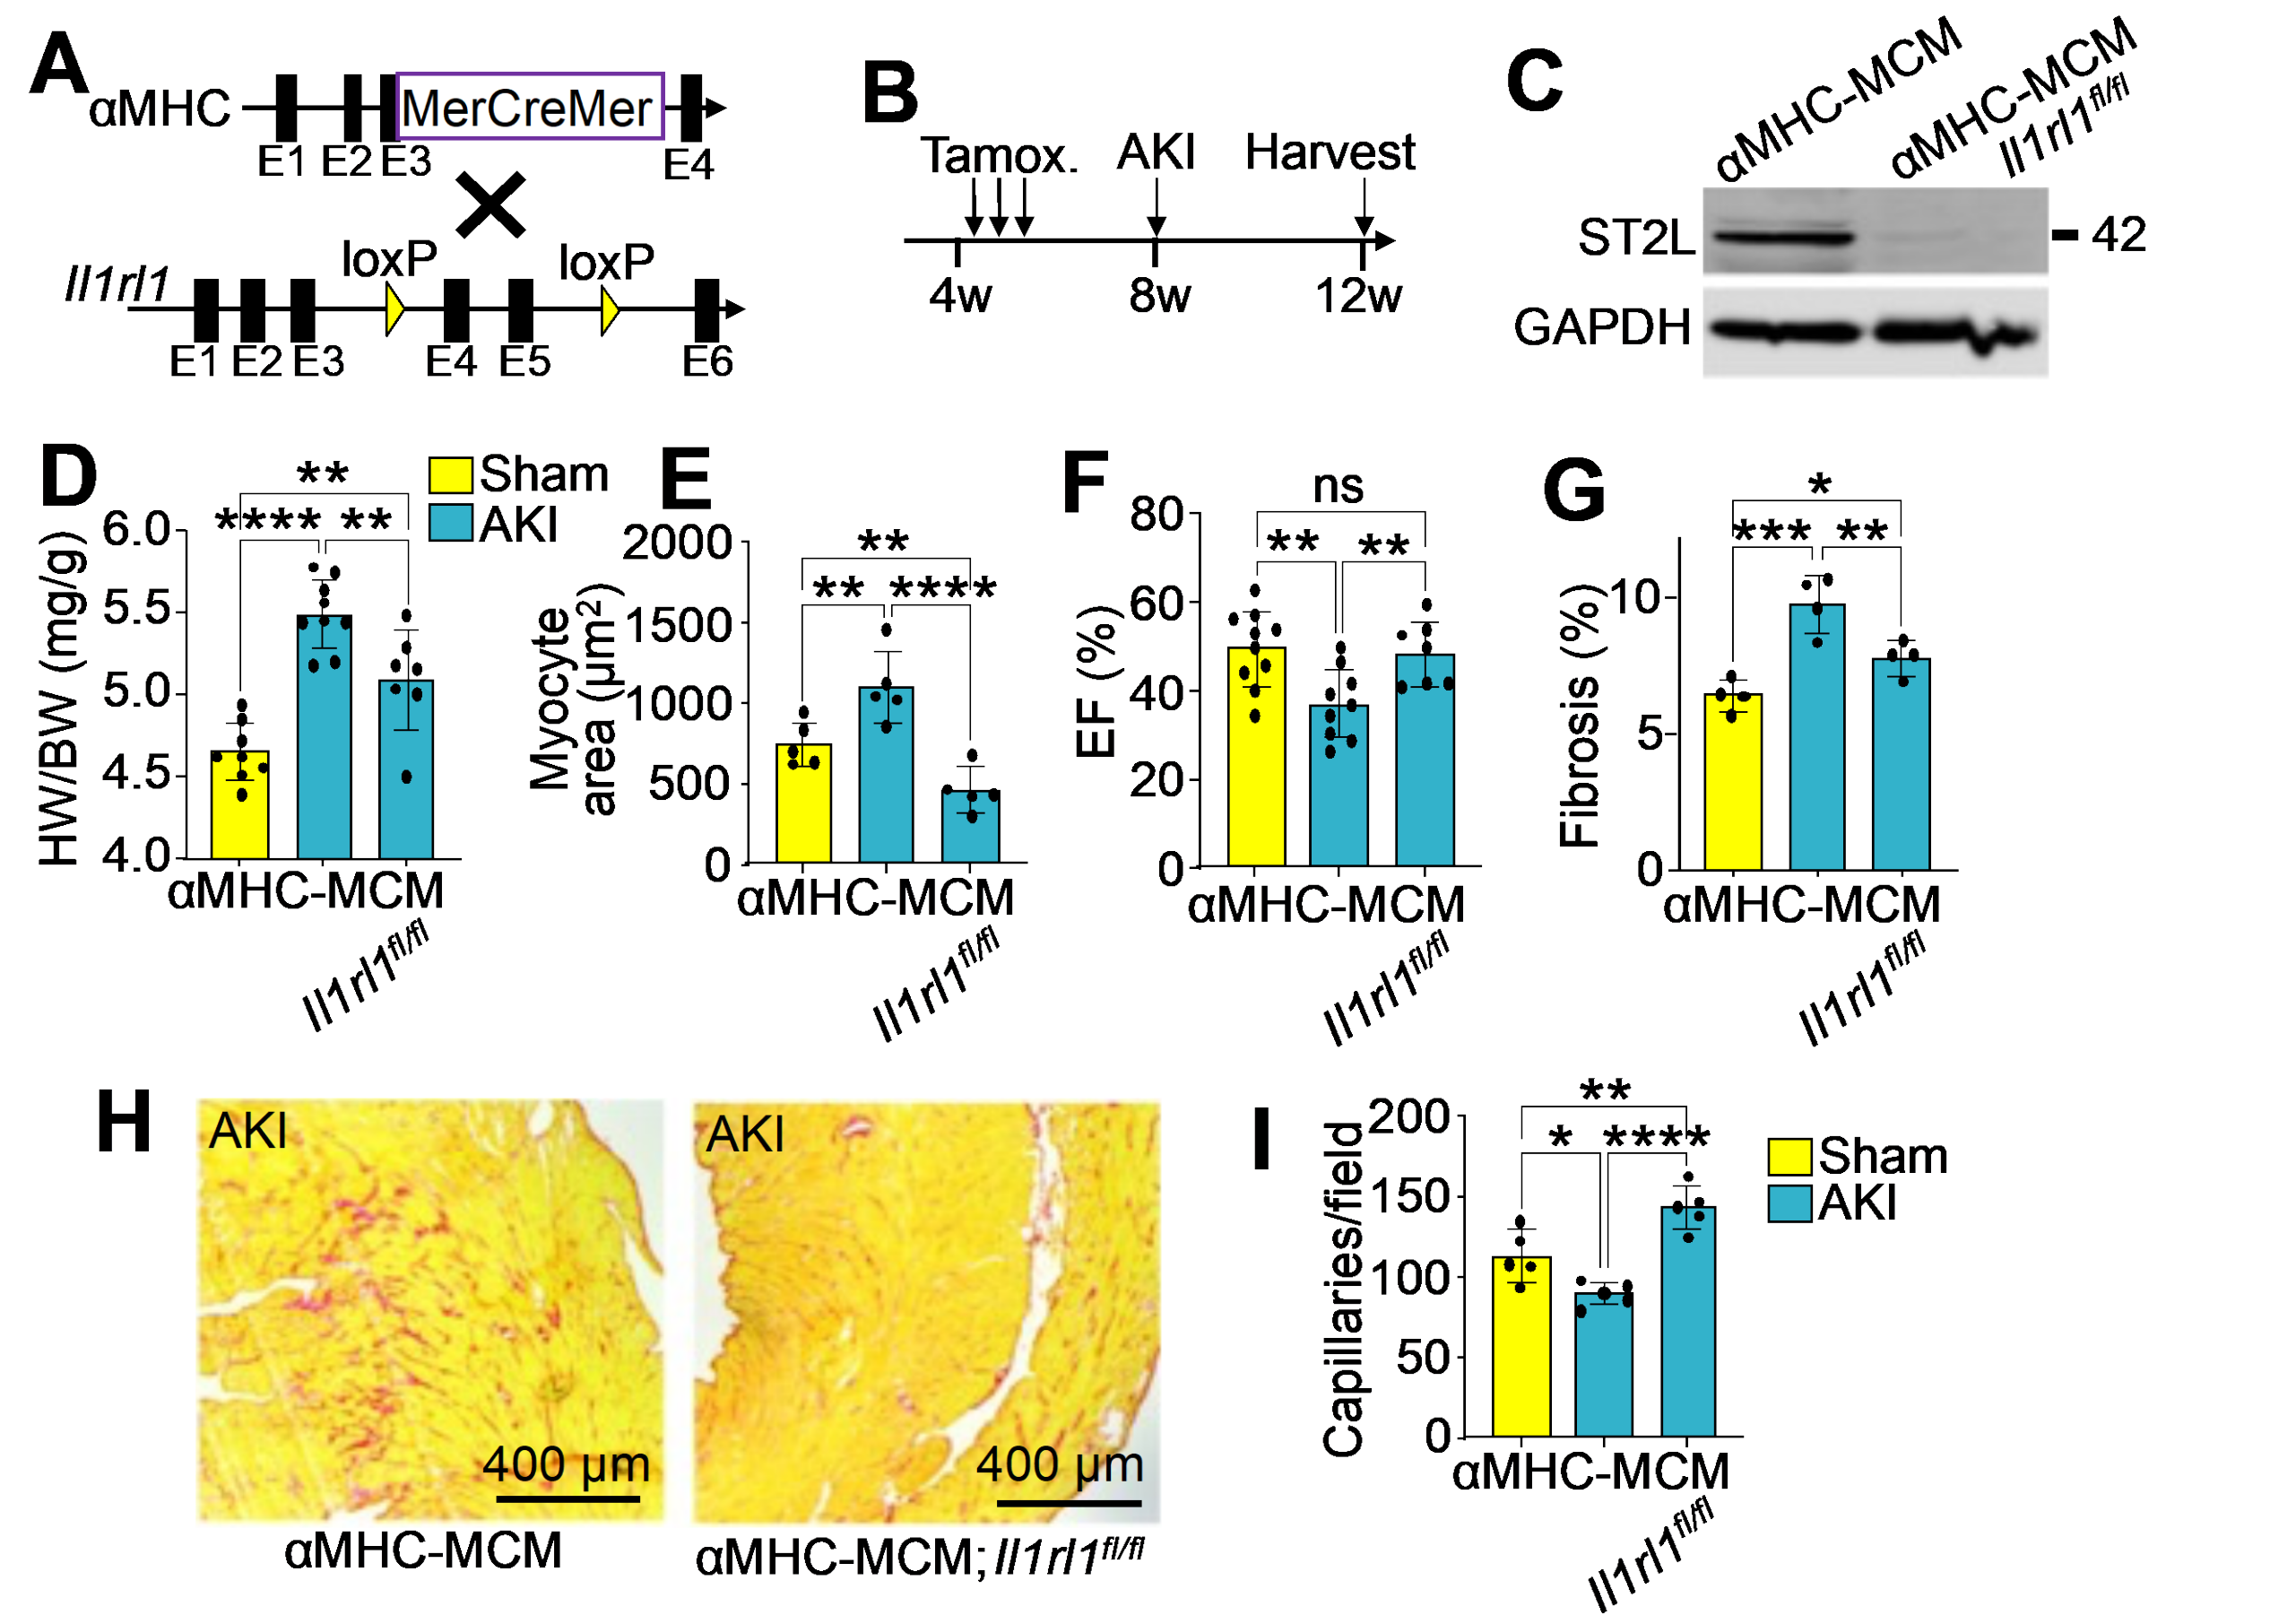 A
αMHC
MerCreMer
E1 E2 E3 E4
loxP loxP
Il1rl1
E1 E2 E3 E4 E5 E6
B
Tamox. AKI Harvest
4w 8w 12w
C
αMHC-MCM
αMHC-MCM
Il1rl1fl/fl
ST2L
42
GAPDH
D
Sham
AKI
**
**** **
HW/BW (mg/g)
6.0
5.5
5.0
4.5
4.0
αMHC-MCM
Il1rl1fl/fl
E
**
** ****
Myocyte
area (µm2)
2000
1500
1000
500
0
αMHC-MCM
Il1rl1fl/fl
F
ns
** **
EF (%)
80
60
40
20
0
αMHC-MCM
Il1rl1fl/fl
G
*
*** **
Fibrosis (%)
10
5
0
αMHC-MCM
Il1rl1fl/fl
H
AKI
400 µm
αMHC-MCM
AKI
400 µm
αMHC-MCM; Il1rl1fl/fl
I
**
* ****
Capillaries/field
200
150
100
50
0
αMHC-MCM
Il1rl1fl/fl
Sham
AKI